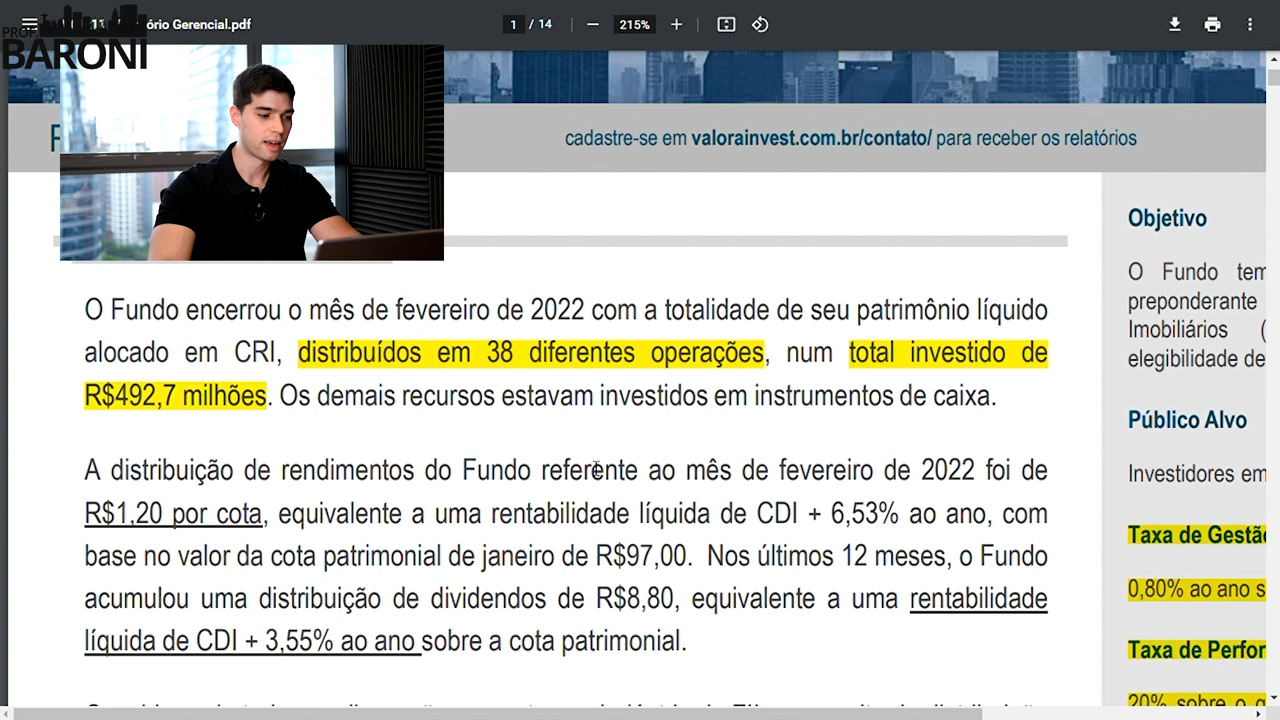 ório Gerencial.pdf
1 / 14
215%
PROF.
BARONI
cadastre-se em valorainvest.com.br/contato/ para receber os relatórios
O Fundo encerrou o mês de fevereiro de 2022 com a totalidade de seu patrimônio líquido
alocado em CRI, distribuídos em 38 diferentes operações, num total investido de
R$492,7 milhões. Os demais recursos estavam investidos em instrumentos de caixa.
A distribuição de rendimentos do Fundo referente ao mês de fevereiro de 2022 foi de
R$1,20 por cota, equivalente a uma rentabilidade líquida de CDI + 6,53% ao ano, com
base no valor da cota patrimonial de janeiro de R$97,00. Nos últimos 12 meses, o Fundo
acumulou uma distribuição de dividendos de R$8,80, equivalente a uma rentabilidade
líquida de CDI + 3,55% ao ano sobre a cota patrimonial.
Objetivo
O Fundo tem
preponderante
Imobiliários (
elegibilidade de
Público Alvo
Investidores em
Taxa de Gestão
0,80% ao ano s
Taxa de Perfor
20% sobre o q